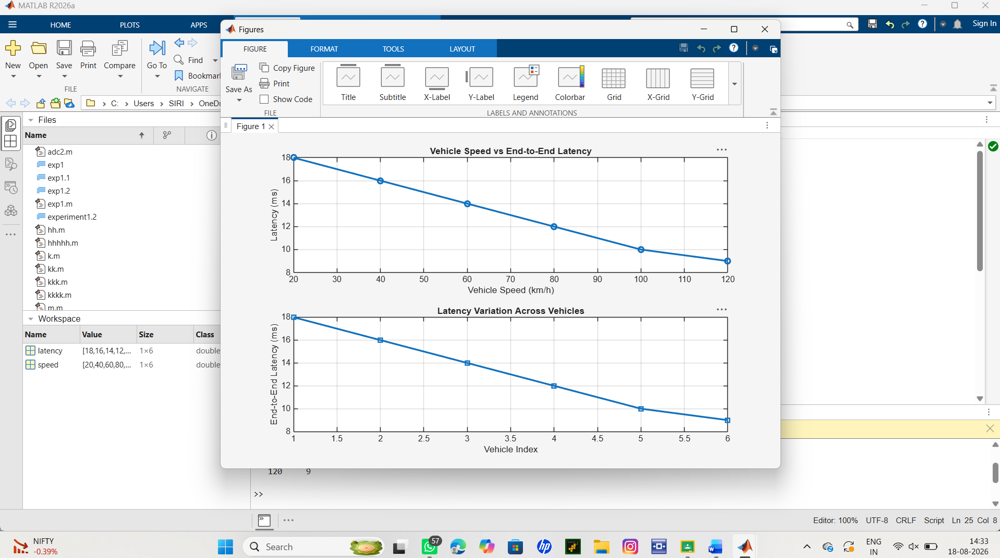 MATLAB R2026a
HOME PLOTS APPS
Sign In
New Open Save Print Compare Go To Find
Bookmark
FILE NAVIGATE
C: Users SIRI OneDr
Files
Name
adc2.m
exp1
exp1.1
exp1.2
exp1.m
experiment1.2
hh.m
hhhhh.m
k.m
kk.m
kkk.m
kkkk.m
m.m
Workspace
Name Value Size Class
latency [18,16,14,12,... 1×6 double
speed [20,40,60,80,... 1×6 double
Figures
FIGURE FORMAT TOOLS LAYOUT
Save As
Copy Figure
Print
Show Code
FILE
Title Subtitle X-Label Y-Label Legend Colorbar Grid X-Grid Y-Grid
LABELS AND ANNOTATIONS
Figure 1
Vehicle Speed vs End-to-End Latency
Latency (ms)
18
16
14
12
10
8
20 30 40 50 60 70 80 90 100 110 120
Vehicle Speed (km/h)
Latency Variation Across Vehicles
End-to-End Latency (ms)
18
16
14
12
10
8
1 1.5 2 2.5 3 3.5 4 4.5 5 5.5 6
Vehicle Index
120 9
>>
Editor: 100% UTF-8 CRLF Script Ln 25 Col 8
NIFTY
-0.39%
Search
57
hp
W
ENG
IN
14:33
18-08-2026